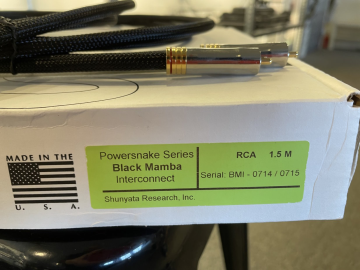 MADE IN THE
U. S. A.
Powersnake Series
Black Mamba
Interconnect
Shunyata Research, Inc.
RCA 1.5 M
Serial: BMI - 0714 / 0715